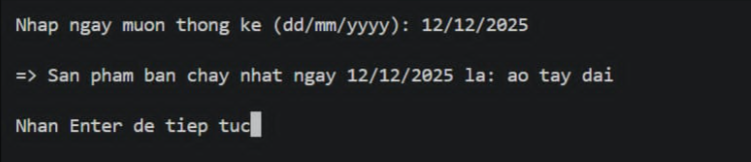 Nhap ngay muon thong ke (dd/mm/yyyy): 12/12/2025
=> San pham ban chay nhat ngay 12/12/2025 la: ao tay dai
Nhan Enter de tiep tuc